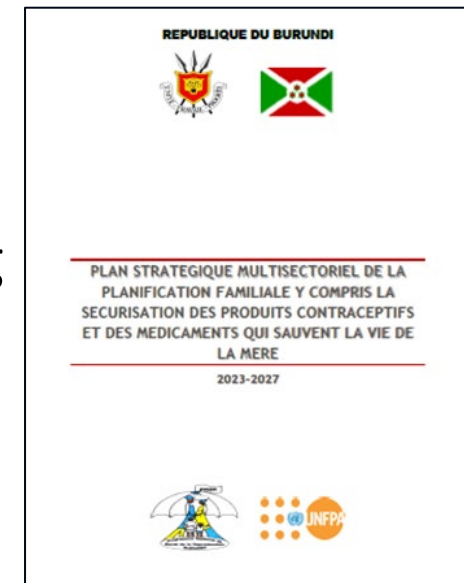 REPUBLIQUE DU BURUNDI
PLAN STRATEGIQUE MULTISECTORIEL DE LA
PLANIFICATION FAMILIALE Y COMPRIS LA
SECURISATION DES PRODUITS CONTRACEPTIFS
ET DES MEDICAMENTS QUI SAUVENT LA VIE DE
LA MERE
2023-2027
UNFPA